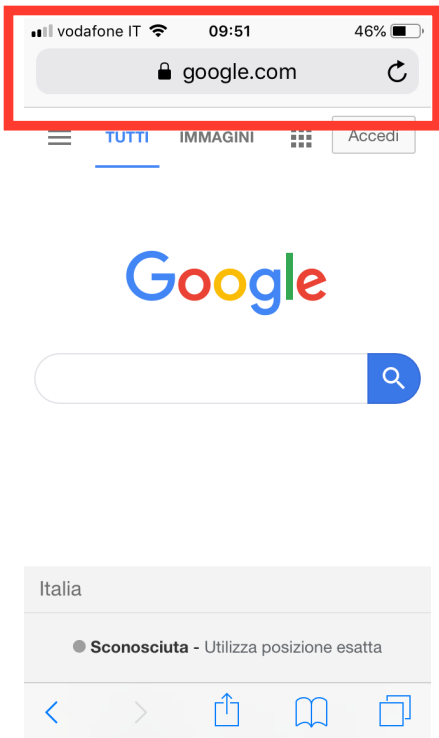 vodafone IT 09:51 46%
google.com
TUTTI IMMAGINI Accedi
Google
Italia
Sconosciuta - Utilizza posizione esatta